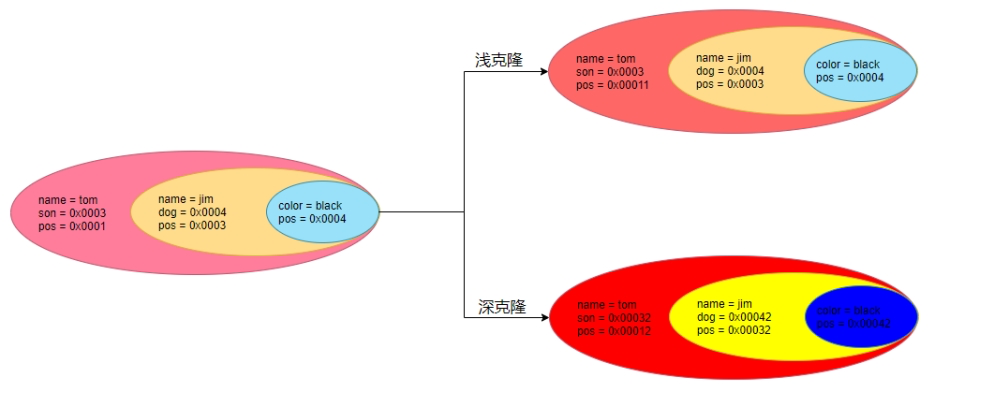 浅克隆
name = tom
son = 0x0003
pos = 0x00011
name = jim
dog = 0x0004
pos = 0x0003
color = black
pos = 0x0004
name = tom
son = 0x0003
pos = 0x0001
name = jim
dog = 0x0004
pos = 0x0003
color = black
pos = 0x0004
深克隆
name = tom
son = 0x00032
pos = 0x00012
name = jim
dog = 0x00042
pos = 0x00032
color = black
pos = 0x00042